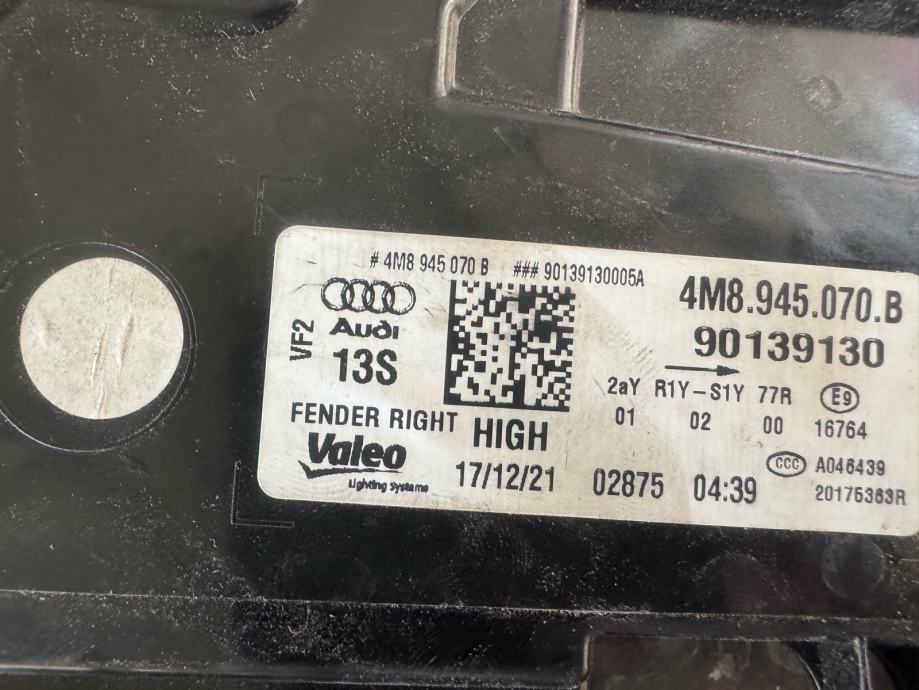 # 4M8 945 070 B ### 90139130005A
4M8.945.070.B
Audi
VF2
90139130
13S
2aY R1Y-S1Y 77R E9
01 02 00 16764
FENDER RIGHT
HIGH
Valeo
Lighting Systems
17/12/21 02875 04:39
CCC A046439
20175363R